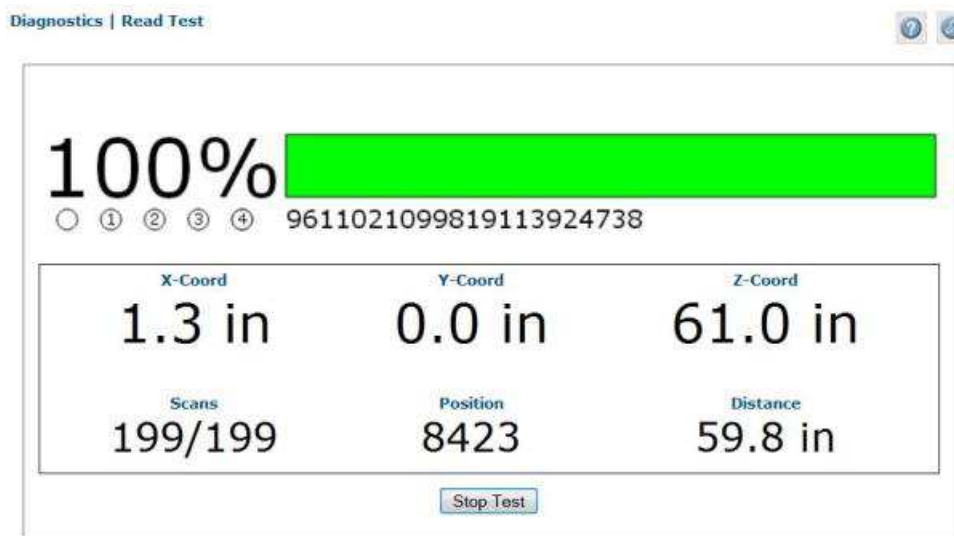 Diagnostics | Read Test
?
100%
① ② ③ ④ 9611021099819113924738
X-Coord Y-Coord Z-Coord
1.3 in 0.0 in 61.0 in
Scans Position Distance
199/199 8423 59.8 in
Stop Test